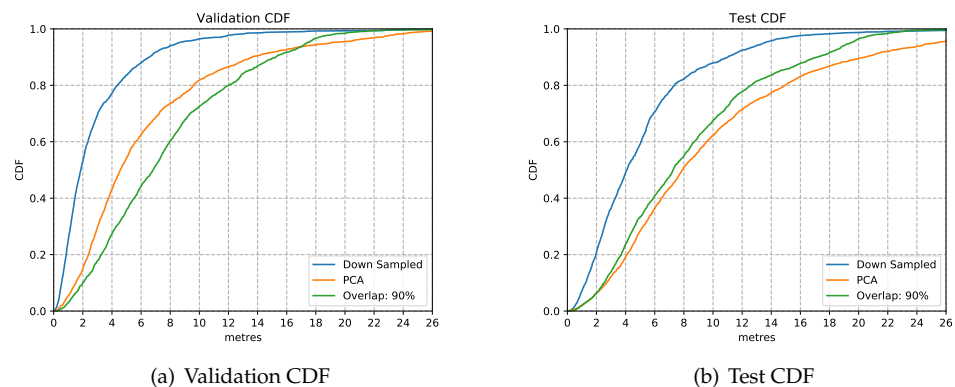 Validation CDF
CDF
1.0
0.8
0.6
0.4
0.2
0.0
0 2 4 6 8 10 12 14 16 18 20 22 24 26
metres
Down Sampled
PCA
Overlap: 90%
(a) Validation CDF
Test CDF
CDF
1.0
0.8
0.6
0.4
0.2
0.0
0 2 4 6 8 10 12 14 16 18 20 22 24 26
metres
Down Sampled
PCA
Overlap: 90%
(b) Test CDF